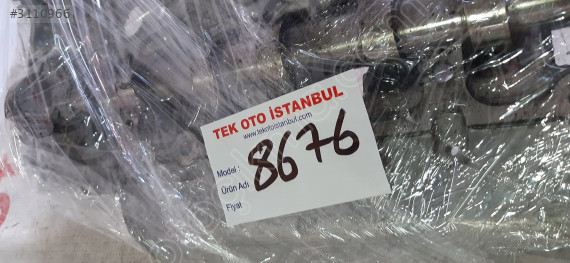 #3110966
TEK OTO İSTANBUL
www.tekotoistanbul.com
Model :
8676
Ürün Adı
Fiyat